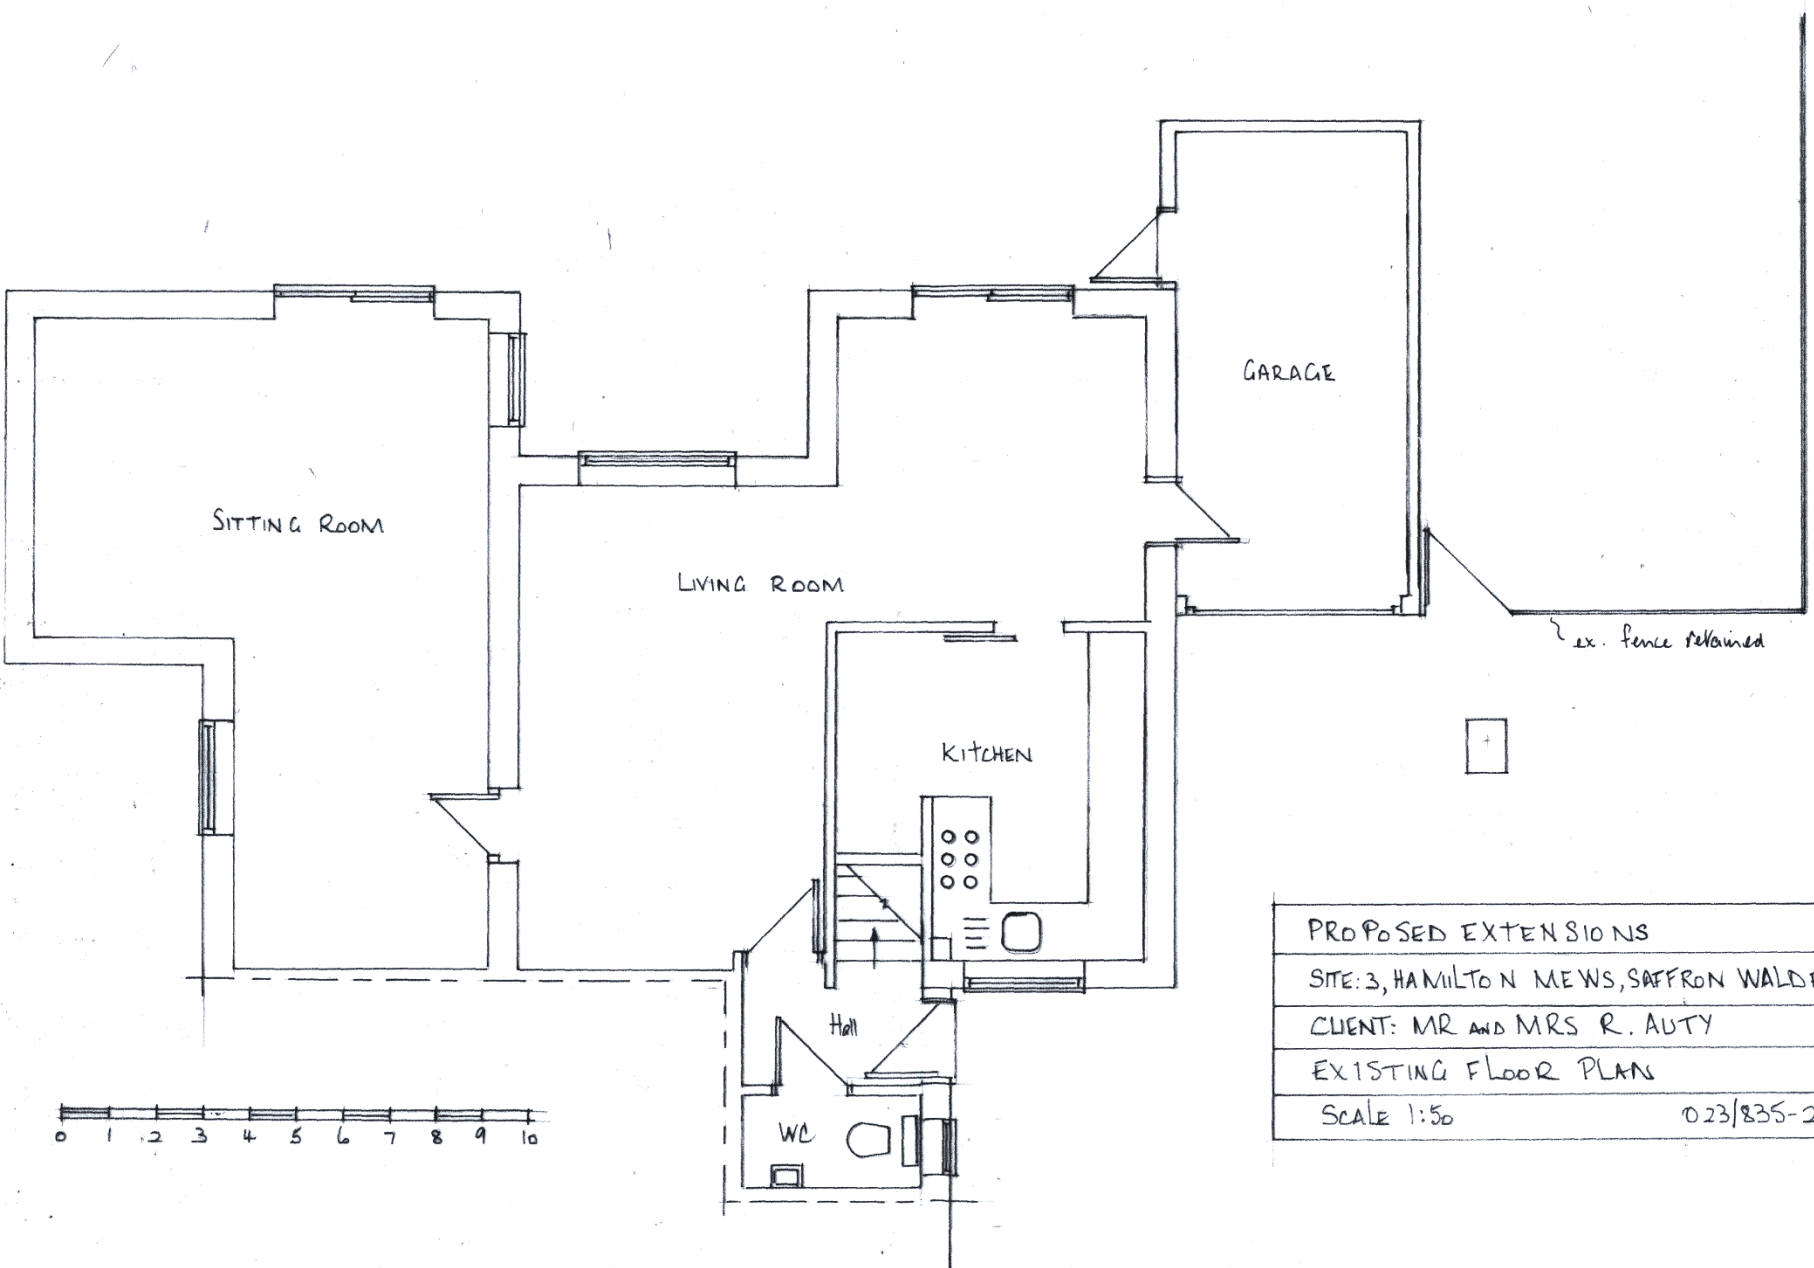 GARAGE
SITTING ROOM
LIVING ROOM
ex. fence retained
KITCHEN
Hall
WC
0 1 2 3 4 5 6 7 8 9 10
PROPOSED EXTENSIONS
SITE: 3, HAMILTON MEWS, SAFFRON
CLIENT: MR AND MRS R. AUTY
EXISTING FLOOR PLAN
SCALE 1:50 023/835-2